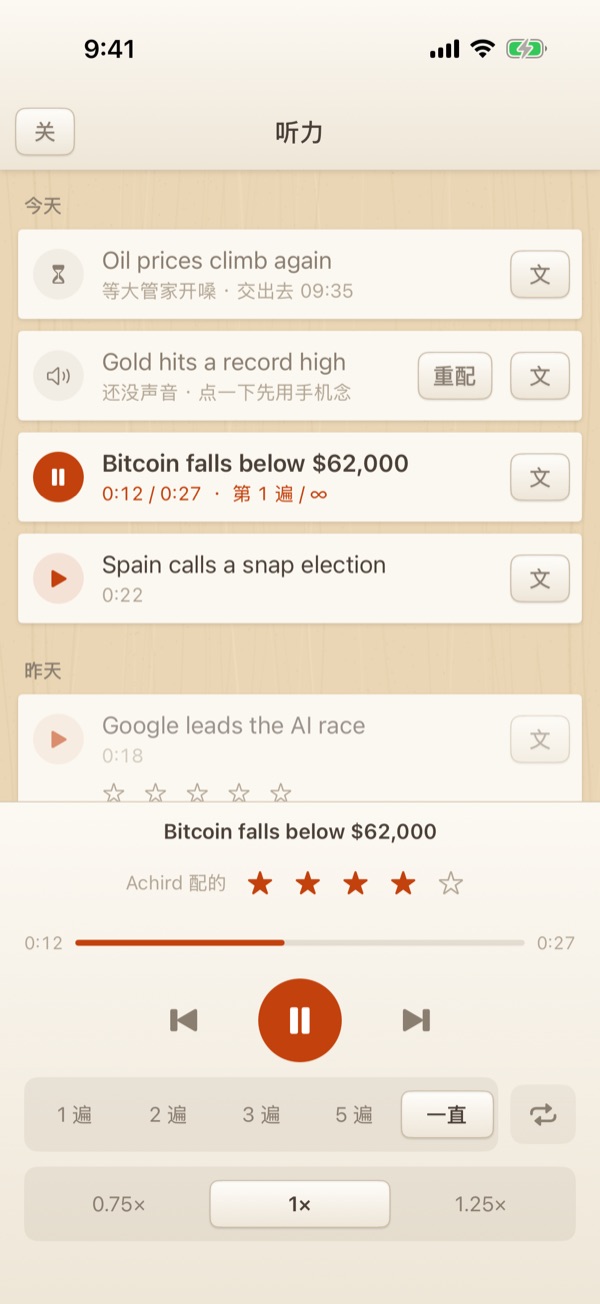 9:41
关
听力
今天
Oil prices climb again
等大管家开嗓 · 交出去 09:35
文
Gold hits a record high
还没声音 · 点一下先用手机念
重配
文
Bitcoin falls below $62,000
0:12 / 0:27 · 第 1 遍 / ∞
文
Spain calls a snap election
0:22
文
昨天
Google leads the AI race
0:18
文
Bitcoin falls below $62,000
Achird 配的
0:12
0:27
1 遍
2 遍
3 遍
5 遍
一直
0.75×
1×
1.25×